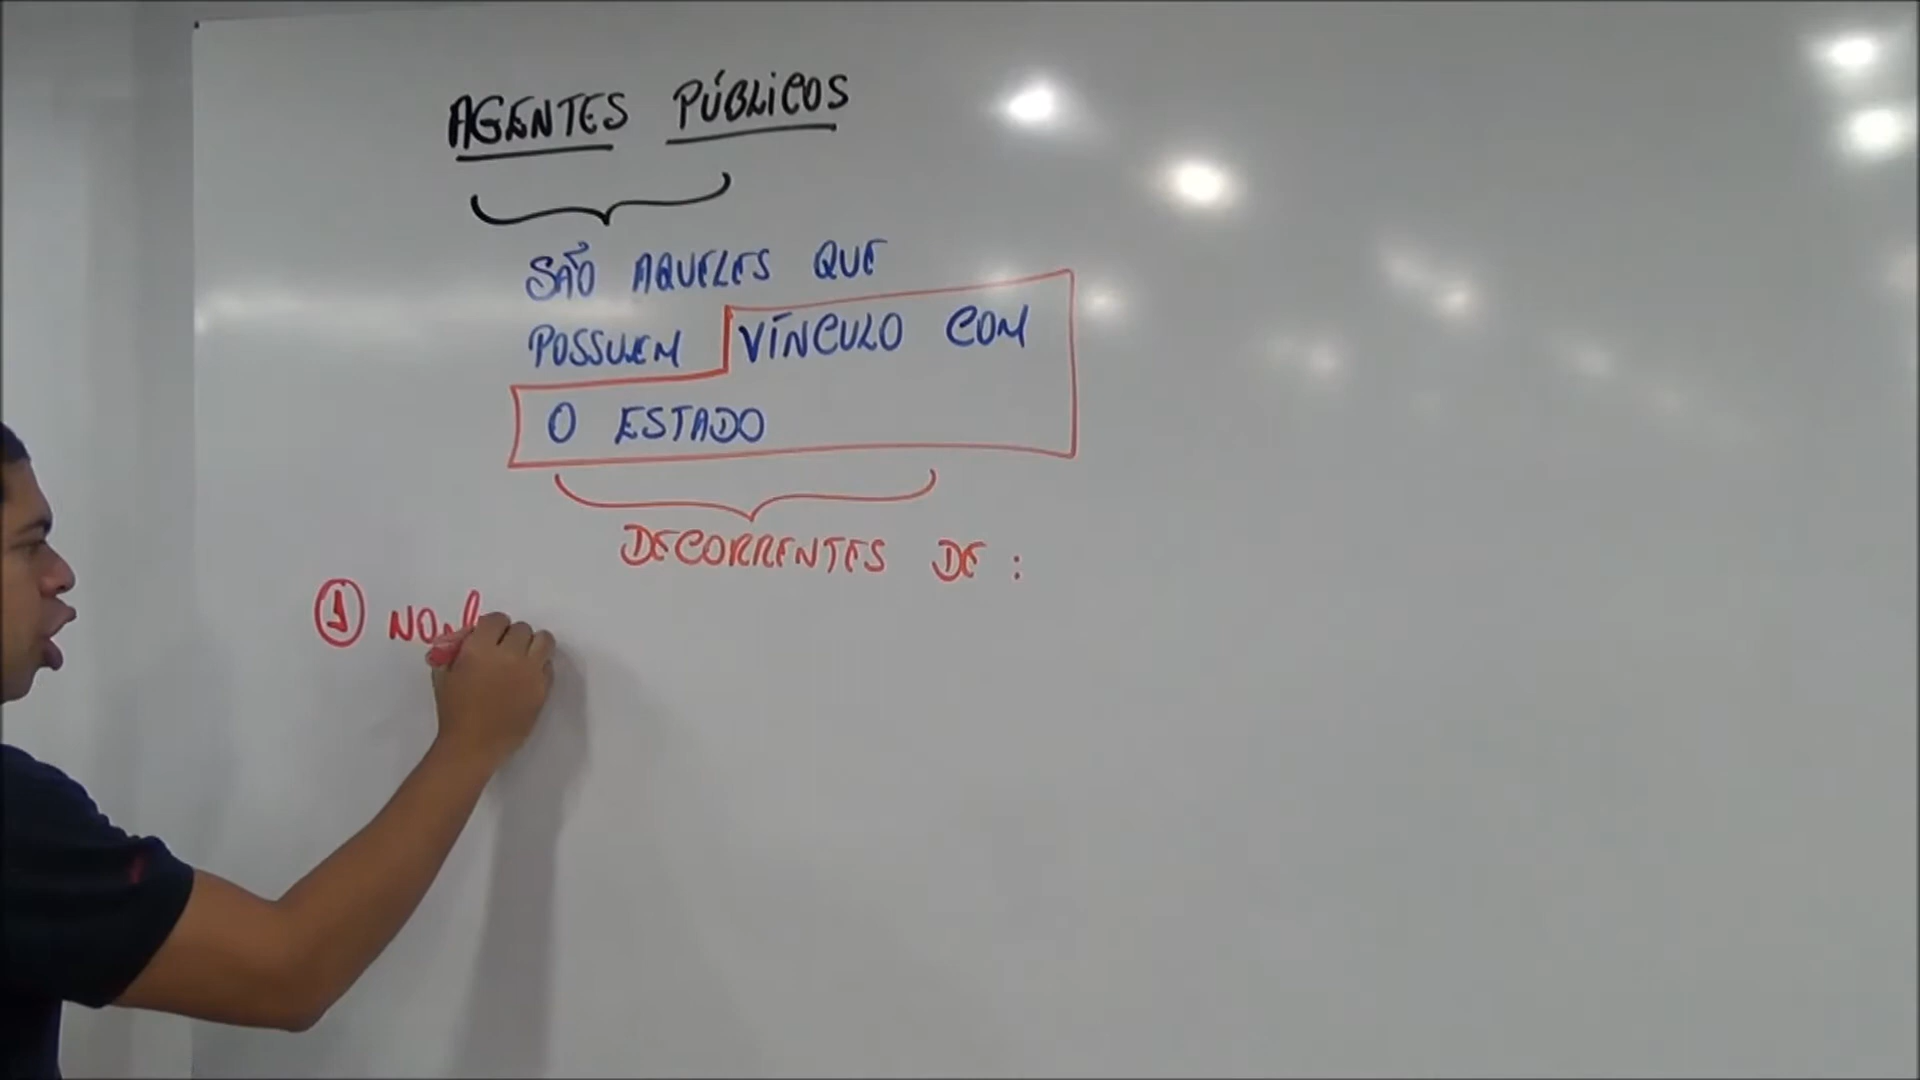 AGENTES PÚBLICOS
SÃO AQUELES QUE
POSSUEM VÍNCULO COM
O ESTADO
DECORRENTES DE :
①